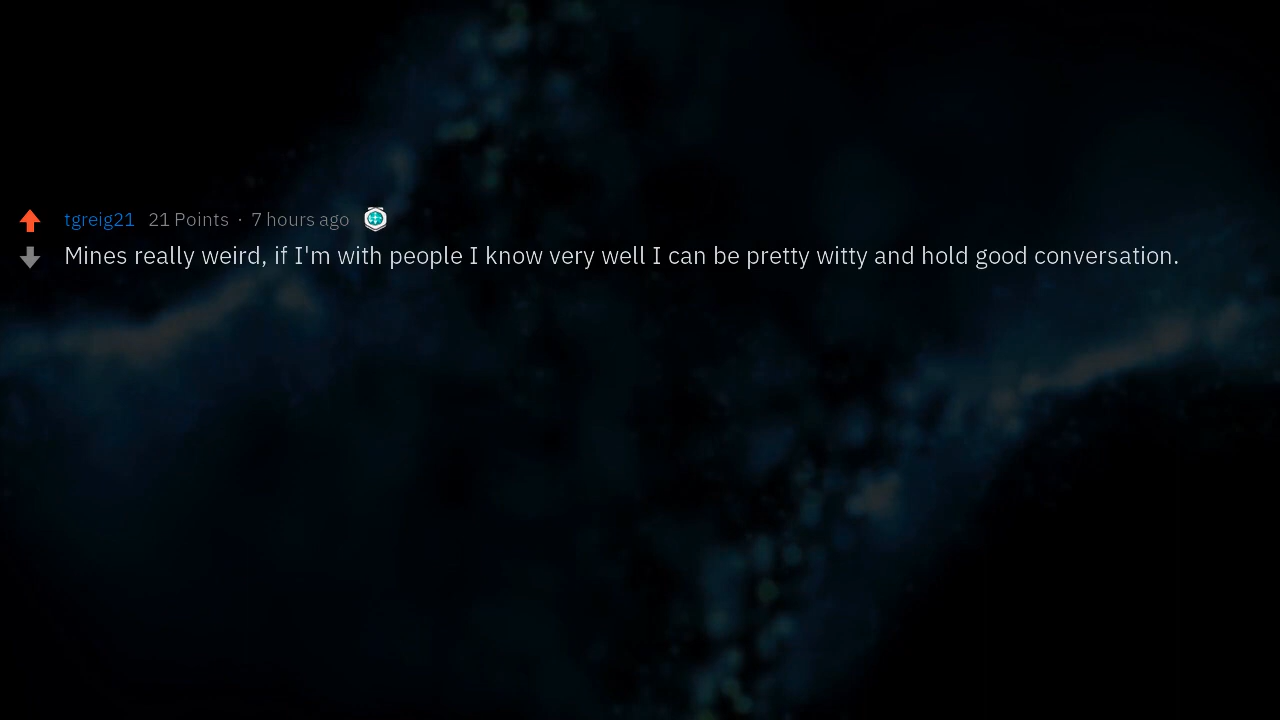 tgreig21 21 Points · 7 hours ago
Mines really weird, if I'm with people I know very well I can be pretty witty and hold good conversation.